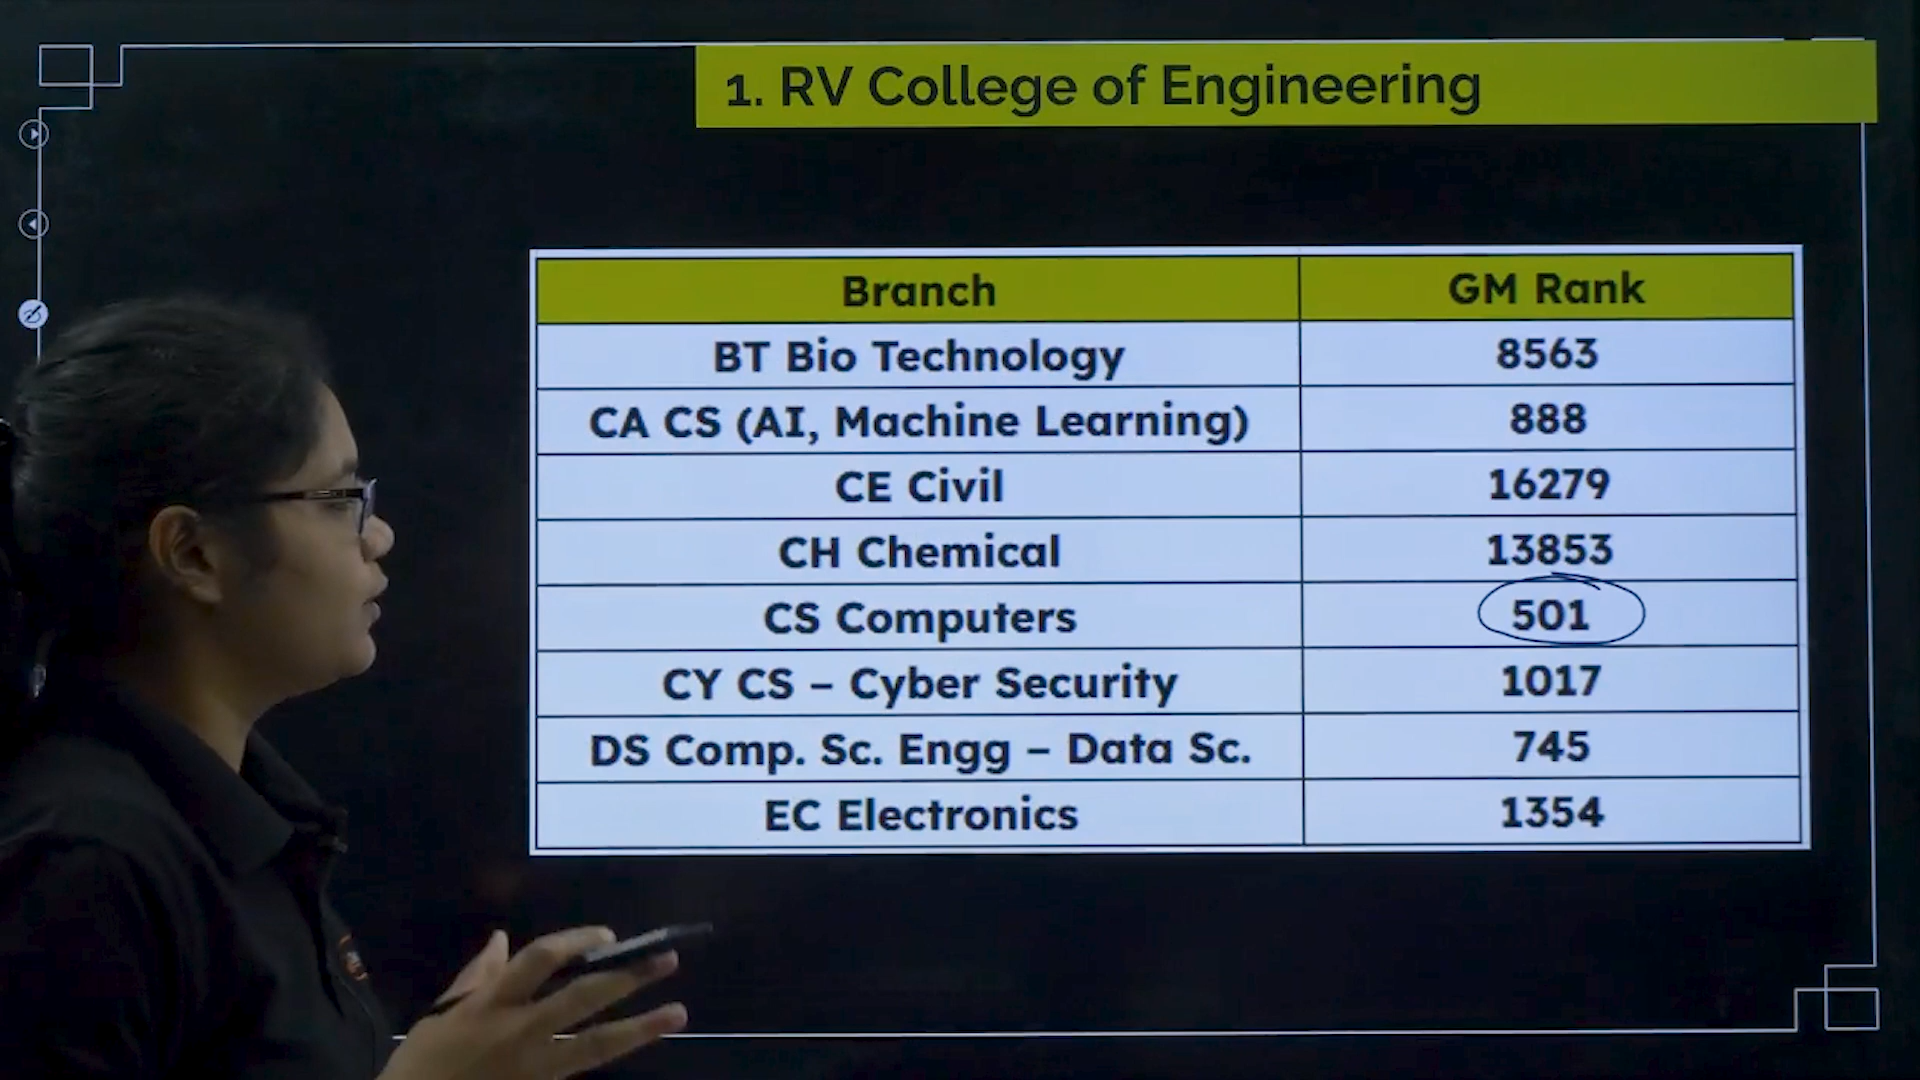 1. RV College of Engineering
Branch GM Rank
BT Bio Technology 8563
CA CS (AI, Machine Learning) 888
CE Civil 16279
CH Chemical 13853
CS Computers 501
CY CS – Cyber Security 1017
DS Comp. Sc. Engg – Data Sc. 745
EC Electronics 1354